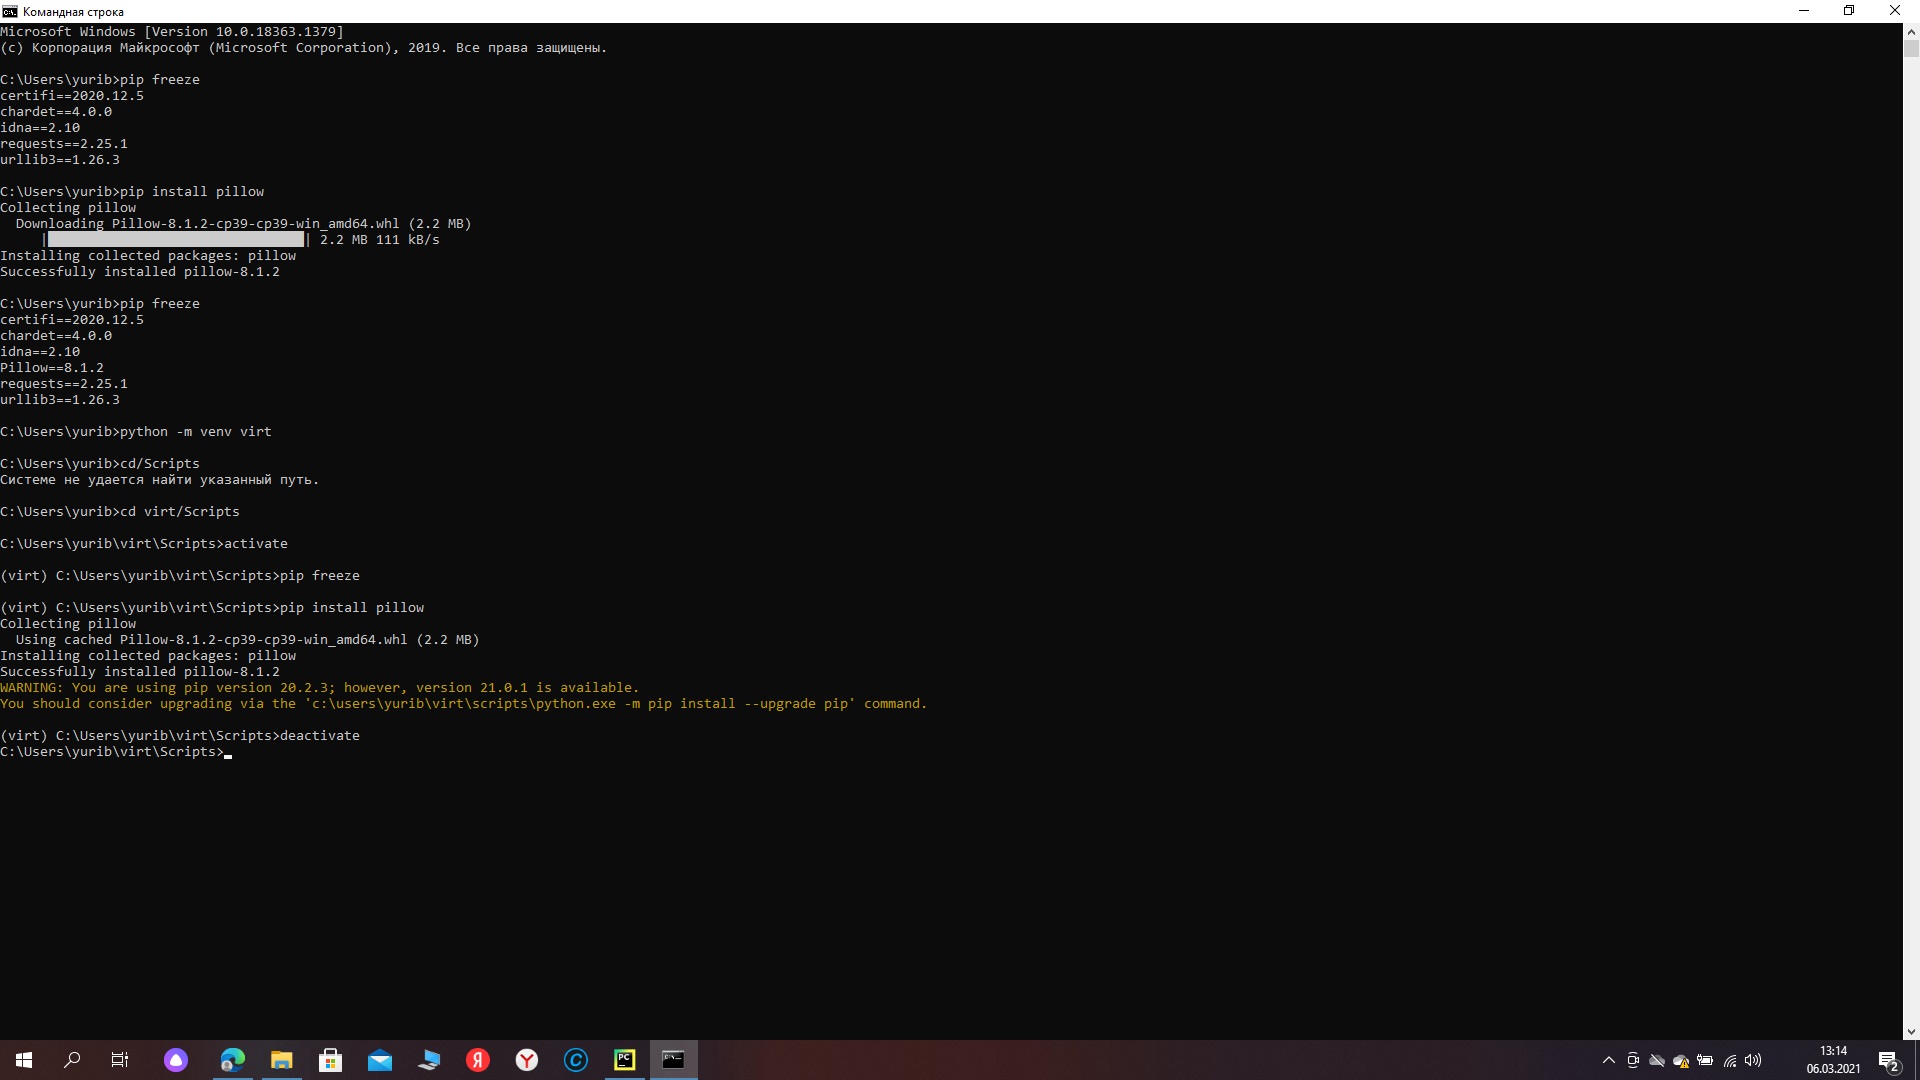 Командная строка
Microsoft Windows [Version 10.0.18363.1379]
(c) Корпорация Майкрософт (Microsoft Corporation), 2019. Все права защищены.
C:\Users\yurib>pip freeze
certifi==2020.12.5
chardet==4.0.0
idna==2.10
requests==2.25.1
urllib3==1.26.3
C:\Users\yurib>pip install pillow
Collecting pillow
  Downloading Pillow-8.1.2-cp39-cp39-win_amd64.whl (2.2 MB)
| | 2.2 MB 111 kB/s
Installing collected packages: pillow
Successfully installed pillow-8.1.2
C:\Users\yurib>pip freeze
certifi==2020.12.5
chardet==4.0.0
idna==2.10
Pillow==8.1.2
requests==2.25.1
urllib3==1.26.3
C:\Users\yurib>python -m venv virt
C:\Users\yurib>cd/Scripts
Системе не удается найти указанный путь.
C:\Users\yurib>cd virt/Scripts
C:\Users\yurib\virt\Scripts>activate
(virt) C:\Users\yurib\virt\Scripts>pip freeze
(virt) C:\Users\yurib\virt\Scripts>pip install pillow
Collecting pillow
  Using cached Pillow-8.1.2-cp39-cp39-win_amd64.whl (2.2 MB)
Installing collected packages: pillow
Successfully installed pillow-8.1.2
WARNING: You are using pip version 20.2.3; however, version 21.0.1 is available.
You should consider upgrading via the 'c:\users\yurib\virt\scripts\python.exe -m pip install --upgrade pip' command.
(virt) C:\Users\yurib\virt\Scripts>deactivate
C:\Users\yurib\virt\Scripts>
Я
Y
C
PC
13:14
06.03.2021
2